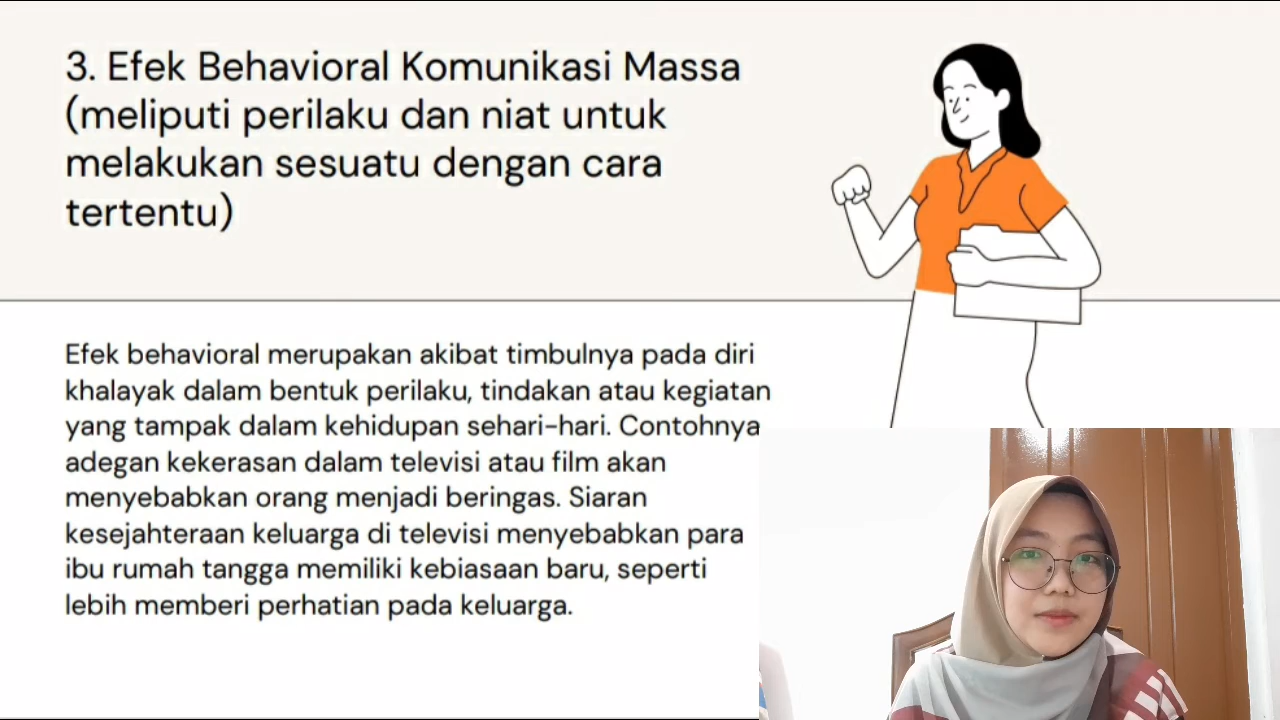 3. Efek Behavioral Komunikasi Massa
(meliputi perilaku dan niat untuk
melakukan sesuatu dengan cara
tertentu)
Efek behavioral merupakan akibat timbulnya pada diri
khalayak dalam bentuk perilaku, tindakan atau kegiatan
yang tampak dalam kehidupan sehari-hari. Contohnya
adegan kekerasan dalam televisi atau film akan
menyebabkan orang menjadi beringas. Siaran
kesejahteraan keluarga di televisi menyebabkan para
ibu rumah tangga memiliki kebiasaan baru, seperti
lebih memberi perhatian pada keluarga.